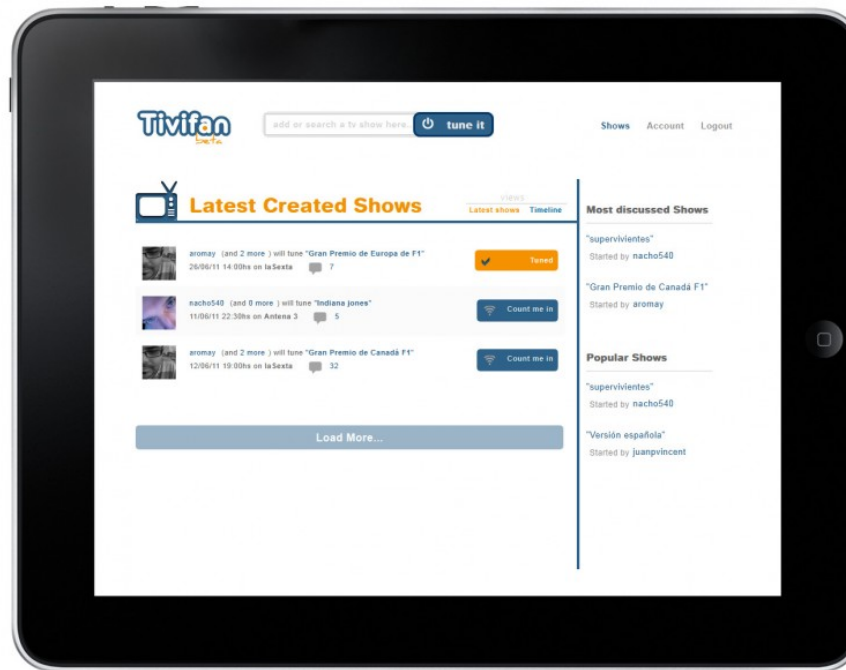 Tivifan
beta
add or search a tv show here.
tune it
Shows Account Logout
Latest Created Shows
VIEWS
Latest shows Timeline
aromay (and 2 more ) will tune "Gran Premio de Europa de F1"
26/06/11 14:00hs on laSexta 7
Tuned
nacho540 (and 0 more ) will tune "Indiana jones"
11/06/11 22:30hs on Antena 3 5
Count me in
aromay (and 2 more ) will tune "Gran Premio de Canadá F1"
12/06/11 19:00hs on laSexta 32
Count me in
Load More...
Most discussed Shows
"supervivientes"
Started by nacho540
"Gran Premio de Canadá F1"
Started by aromay
Popular Shows
"supervivientes"
Started by nacho540
"Versión española"
Started by juanpvincent